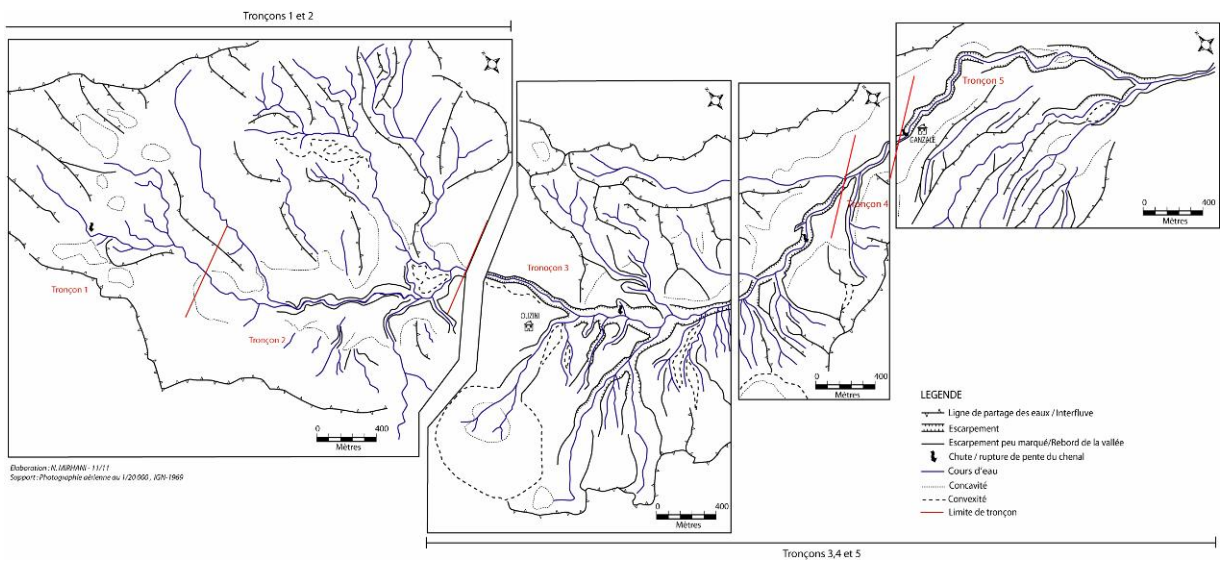 Tronçons 1 et 2
Tronçon 1
Tronçon 2
0 400
Mètres
Elaboration : N. MIRHANI - 11/11
Support : Photographie aérienne au 1/20 000 , IGN-1969
Tronoçon 3
OUZINI
0 400
Mètres
Tronçon 4
0 400
Mètres
Tronçon 5
GANZALE
0 400
Mètres
LEGENDE
Ligne de partage des eaux / Interfluve
Escarpement
Escarpement peu marqué/Rebord de la vallée
Chute / rupture de pente du chenal
Cours d'eau
Concavité
Convexité
Limite de tronçon
Tronçons 3,4 et 5